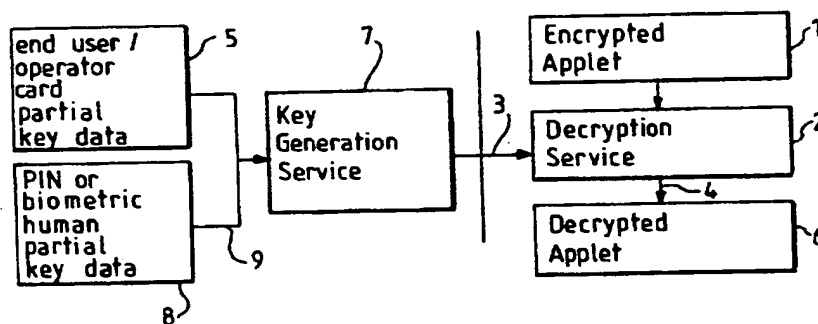 end user /
operator
card
partial
key data
5
PIN or
biometric
human
partial
key data
8
9
7
Key
Generation
Service
3
Encrypted
Applet
1
Decryption
Service
2
4
Decrypted
Applet
6